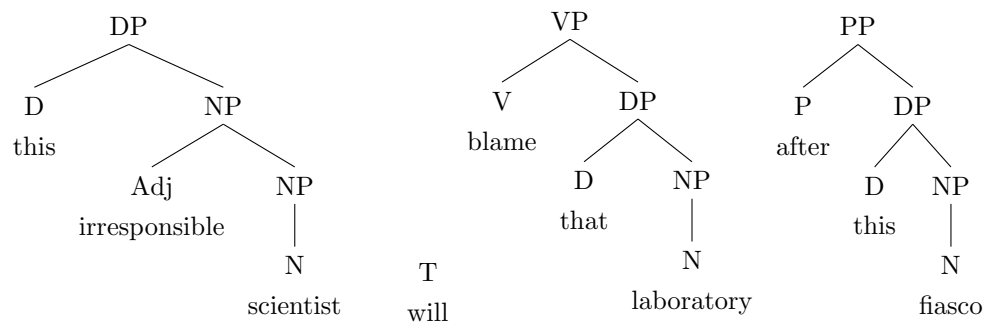 DP VP PP
D NP V DP P DP
this blame after
Adj NP D NP D NP
irresponsible that this
N T N N
scientist will laboratory fiasco